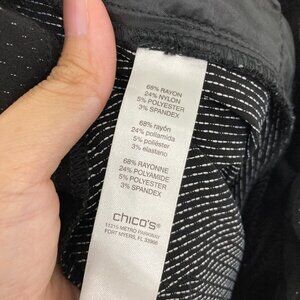 68% RAYON
24% NYLON
5% POLYESTER
3% SPANDEX
68% rayón
24% poliamida
5% poliéster
3% elastano
68% RAYONNE
24% POLYAMIDE
5% POLYESTER
3% SPANDEX
chico's
11215 METRO PARKWAY
FORT MYERS, FL 33966